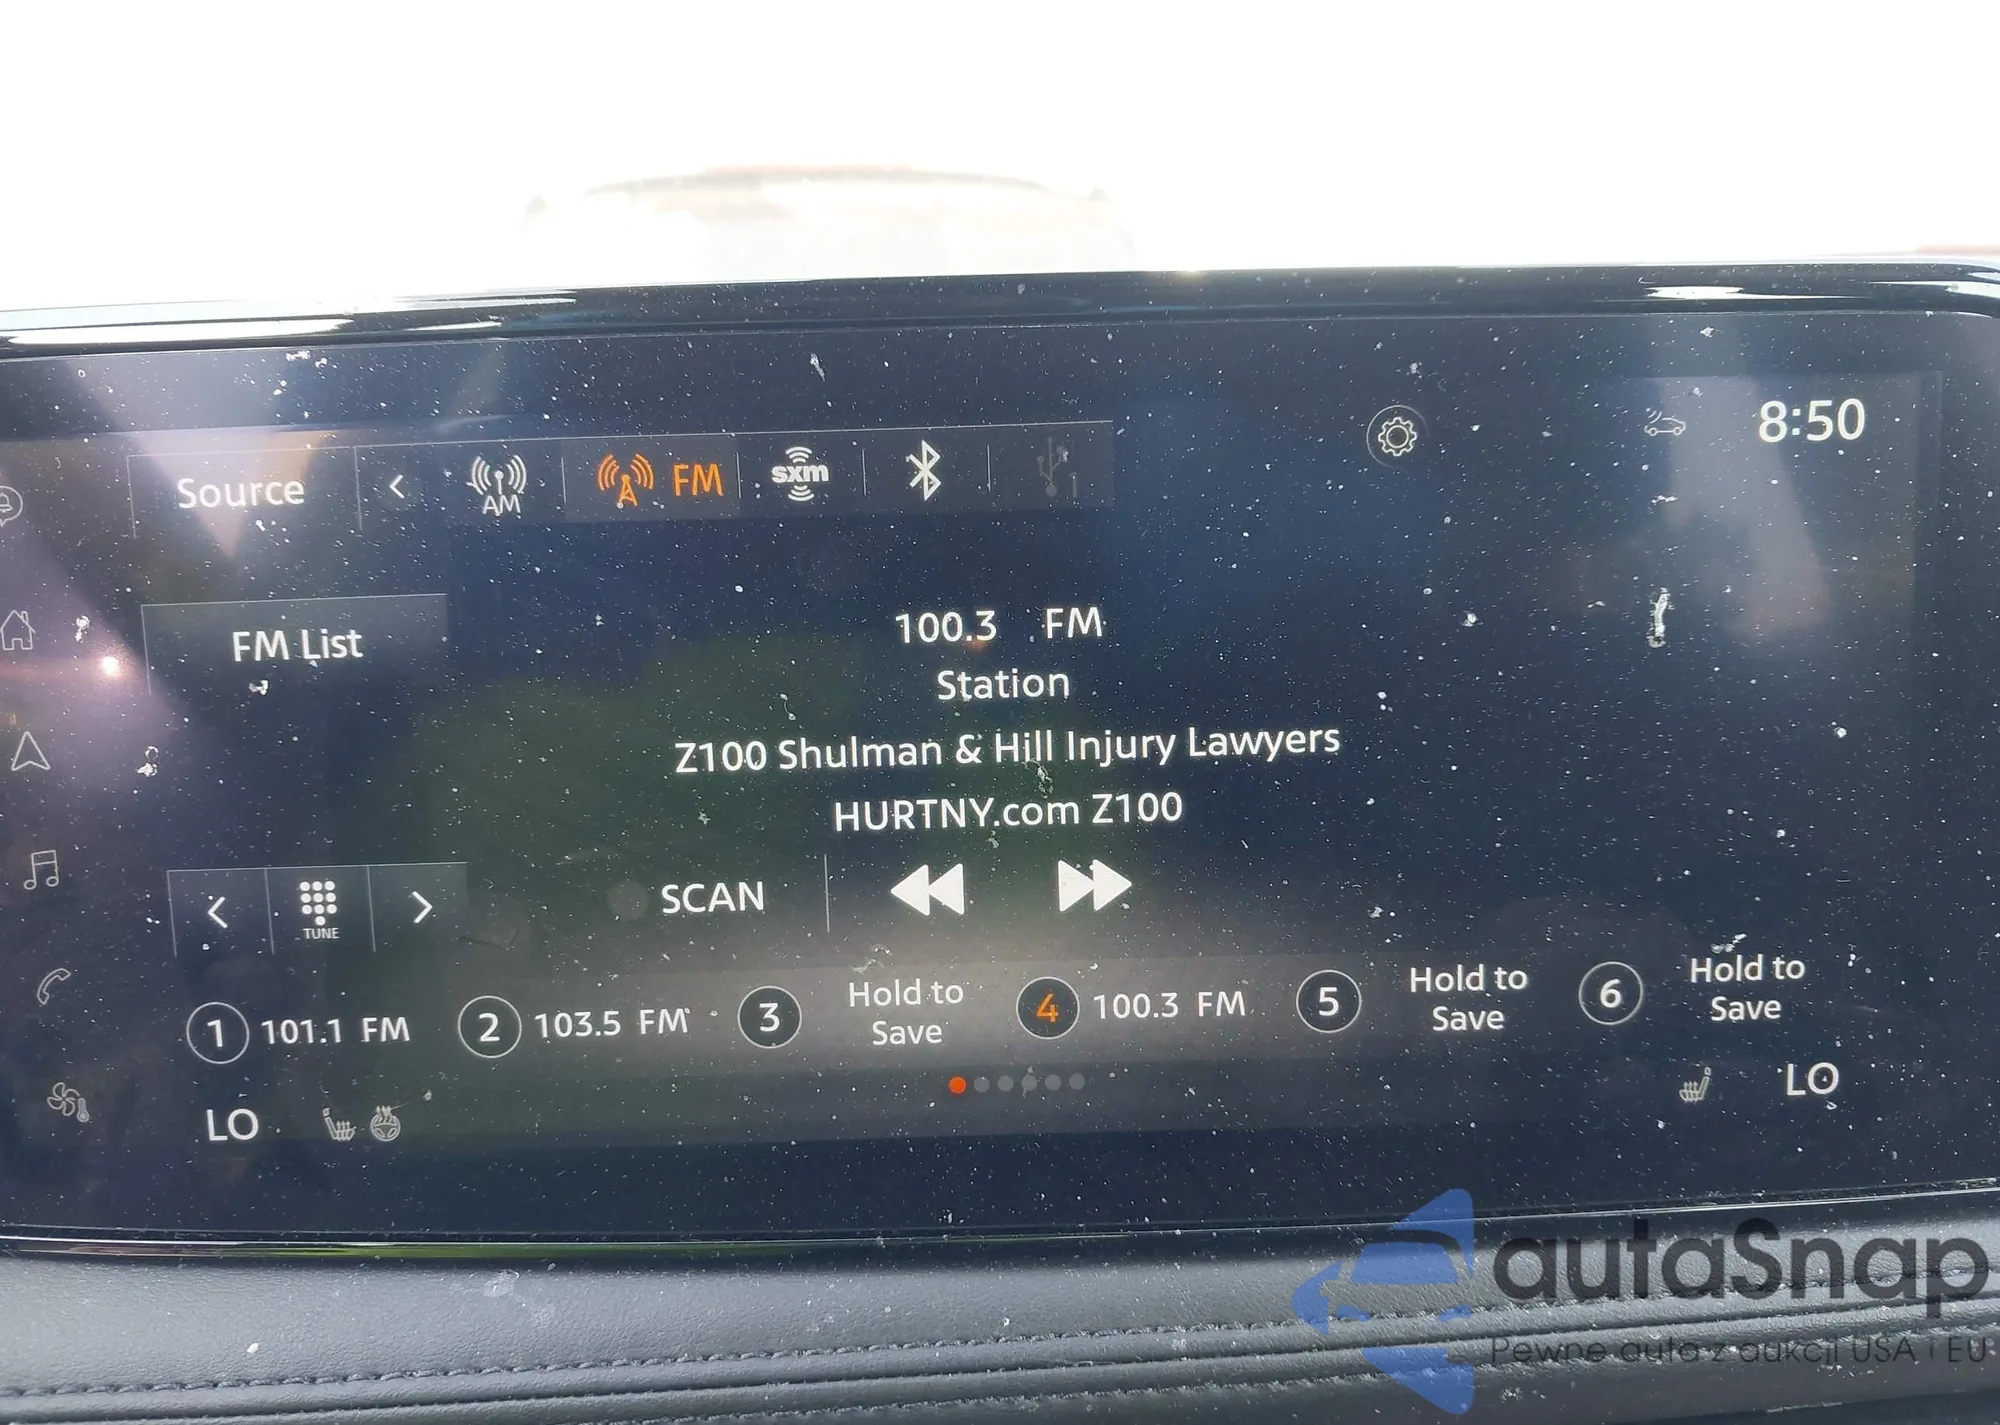 8:50
Source
AM
FM
sxm
FM List
100.3 FM
Station
Z100 Shulman & Hill Injury Lawyers
HURTNY.com Z100
TUNE
SCAN
1 101.1 FM
2 103.5 FM
3 Hold to
Save
4 100.3 FM
5 Hold to
Save
6 Hold to
Save
LO
LO
autaSnap
Pewne auta z aukcji USA i EU